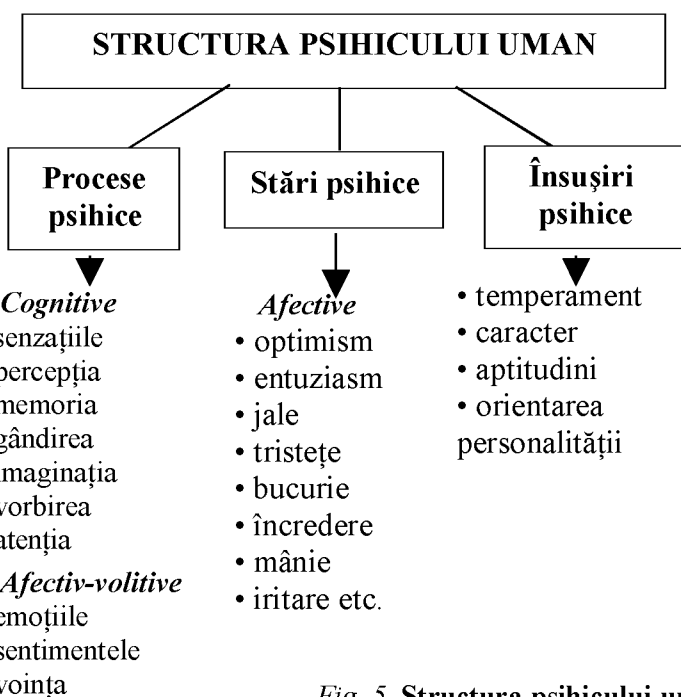 STRUCTURA PSIHICULUI UMAN
Procese
psihice
Stări psihice
Însuşiri
psihice
Cognitive
senzațiile
percepția
memoria
gândirea
imaginația
vorbirea
atenția
Afectiv-volitive
emoțiile
sentimentele
voința
Afective
• optimism
• entuziasm
• jale
• tristețe
• bucurie
• încredere
• mânie
• iritare etc.
• temperament
• caracter
• aptitudini
• orientarea
personalității
Fig. 5. Structura psihicului